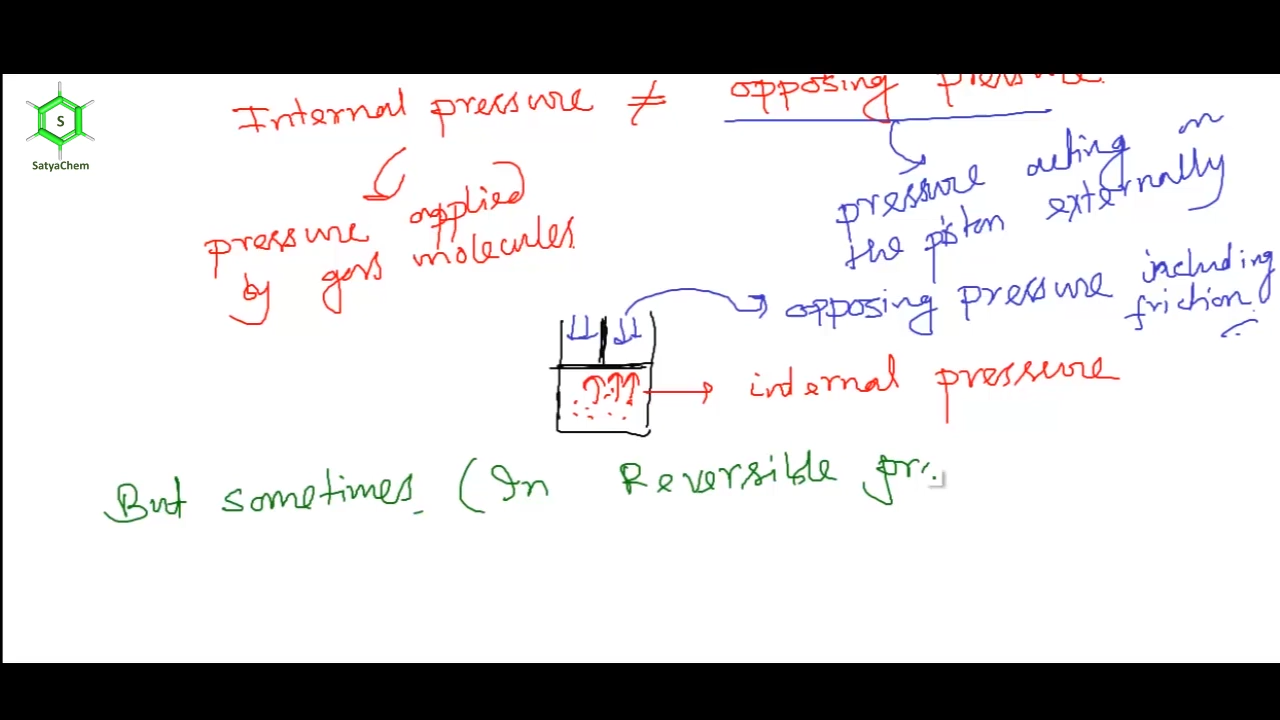 S
SatyaChem
Internal pressure ≠ opposing pressure
pressure applied
by gas molecules
pressure acting on
the piston externally
opposing pressure including
friction
internal pressure
But sometimes (In Reversible pr